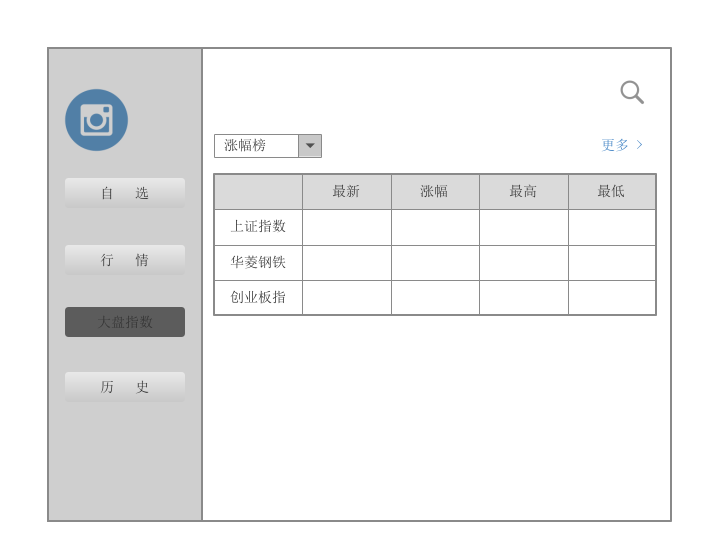 自 选
行 情
大盘指数
历 史
涨幅榜
更多 >
最新 涨幅 最高 最低
上证指数
华菱钢铁
创业板指